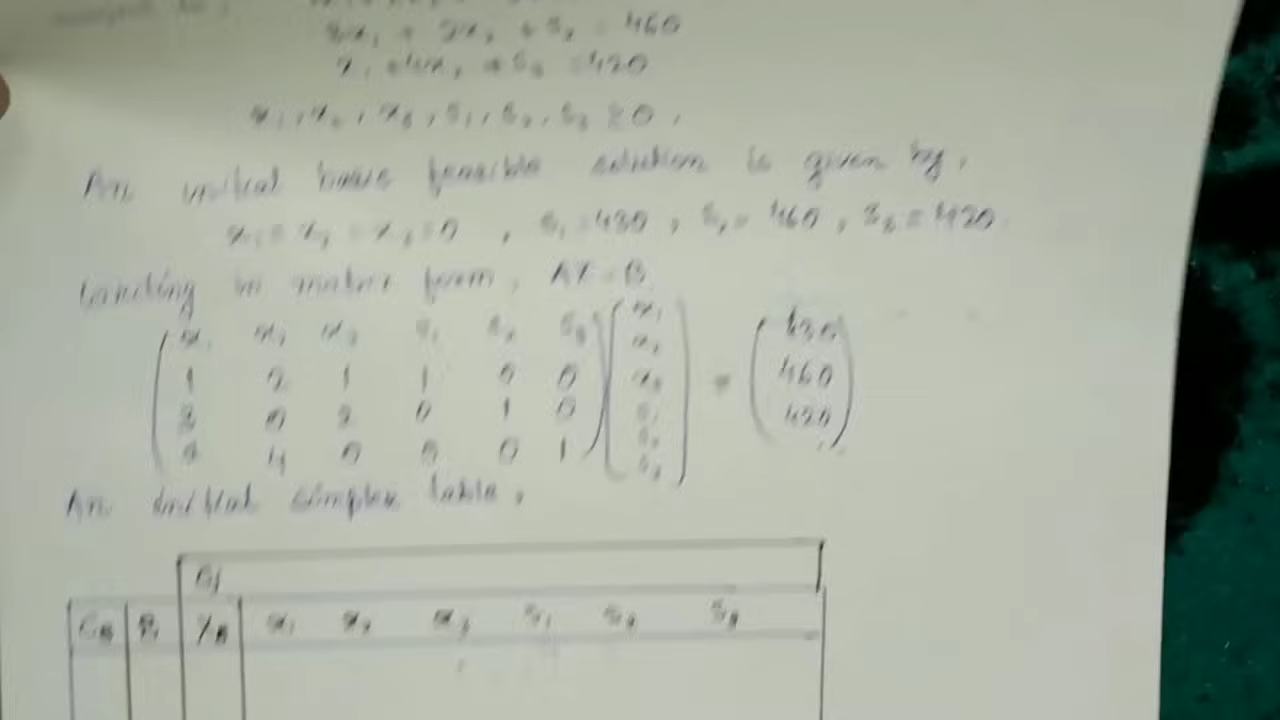 3x₁ + 2x₃ + s₂ = 460
x₁ + 4x₂ + s₃ = 420
x₁, x₂, x₃, s₁, s₂, s₃ ≥ 0,
An initial basic feasible solution is given by,
x₁ = x₂ = x₃ = 0, s₁ = 430, s₂ = 460, s₃ = 420
in matrix form, AX = B
x₁ x₂ x₃ s₁ s₂ s₃ x₁
1 2 1 1 0 0 x₂ x₃ = 430
3 0 2 0 1 0 s₁ 460
4 0 0 0 1 s₂ s₃ 420
An initial simplex table,
Cj
CB XB x₁ x₂ x₃ s₁ s₂ s₃